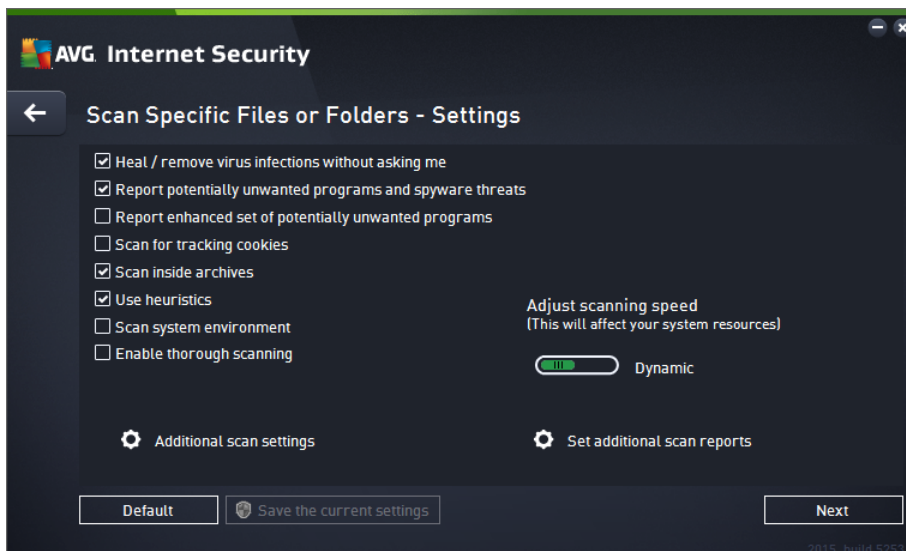 AVG. Internet Security
Scan Specific Files or Folders - Settings
Heal / remove virus infections without asking me
Report potentially unwanted programs and spyware threats
Report enhanced set of potentially unwanted programs
Scan for tracking cookies
Scan inside archives
Use heuristics
Scan system environment
Enable thorough scanning
Adjust scanning speed
(This will affect your system resources)
Dynamic
Additional scan settings
Set additional scan reports
Default
Save the current settings
Next
2015, build 5253